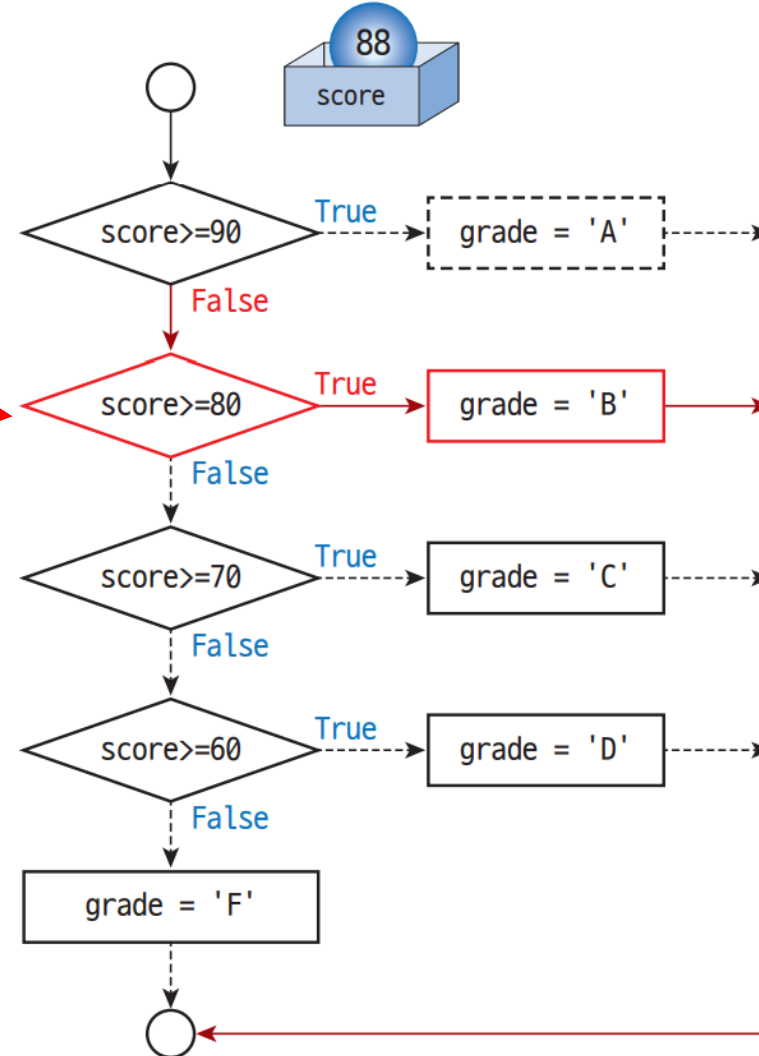 88
score
score>=90
True
grade = 'A'
False
score>=80
True
grade = 'B'
False
score>=70
True
grade = 'C'
False
score>=60
True
grade = 'D'
False
grade = 'F'